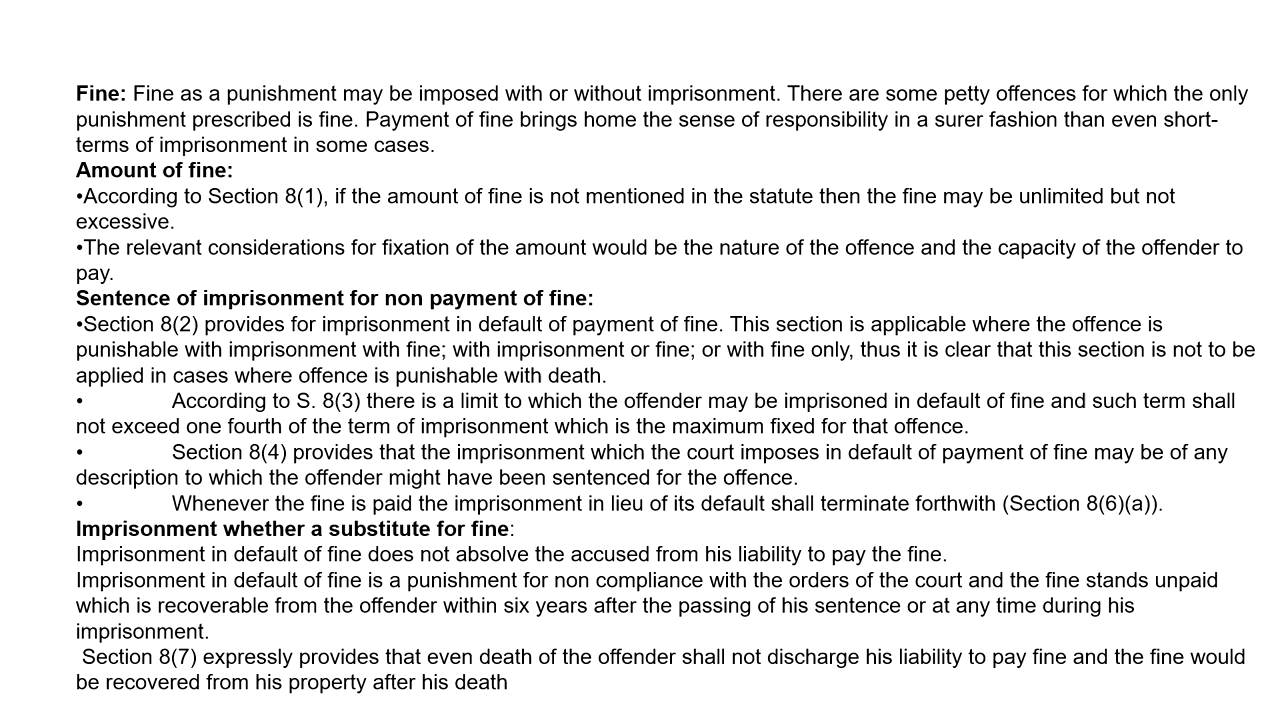 Fine: Fine as a punishment may be imposed with or without imprisonment. There are some petty offences for which the only
punishment prescribed is fine. Payment of fine brings home the sense of responsibility in a surer fashion than even short-
terms of imprisonment in some cases.
Amount of fine:
•According to Section 8(1), if the amount of fine is not mentioned in the statute then the fine may be unlimited but not
excessive.
•The relevant considerations for fixation of the amount would be the nature of the offence and the capacity of the offender to
pay.
Sentence of imprisonment for non payment of fine:
•Section 8(2) provides for imprisonment in default of payment of fine. This section is applicable where the offence is
punishable with imprisonment with fine; with imprisonment or fine; or with fine only, thus it is clear that this section is not to be
applied in cases where offence is punishable with death.
• According to S. 8(3) there is a limit to which the offender may be imprisoned in default of fine and such term shall
not exceed one fourth of the term of imprisonment which is the maximum fixed for that offence.
• Section 8(4) provides that the imprisonment which the court imposes in default of payment of fine may be of any
description to which the offender might have been sentenced for the offence.
• Whenever the fine is paid the imprisonment in lieu of its default shall terminate forthwith (Section 8(6)(a)).
Imprisonment whether a substitute for fine:
Imprisonment in default of fine does not absolve the accused from his liability to pay the fine.
Imprisonment in default of fine is a punishment for non compliance with the orders of the court and the fine stands unpaid
which is recoverable from the offender within six years after the passing of his sentence or at any time during his
imprisonment.
Section 8(7) expressly provides that even death of the offender shall not discharge his liability to pay fine and the fine would
be recovered from his property after his death